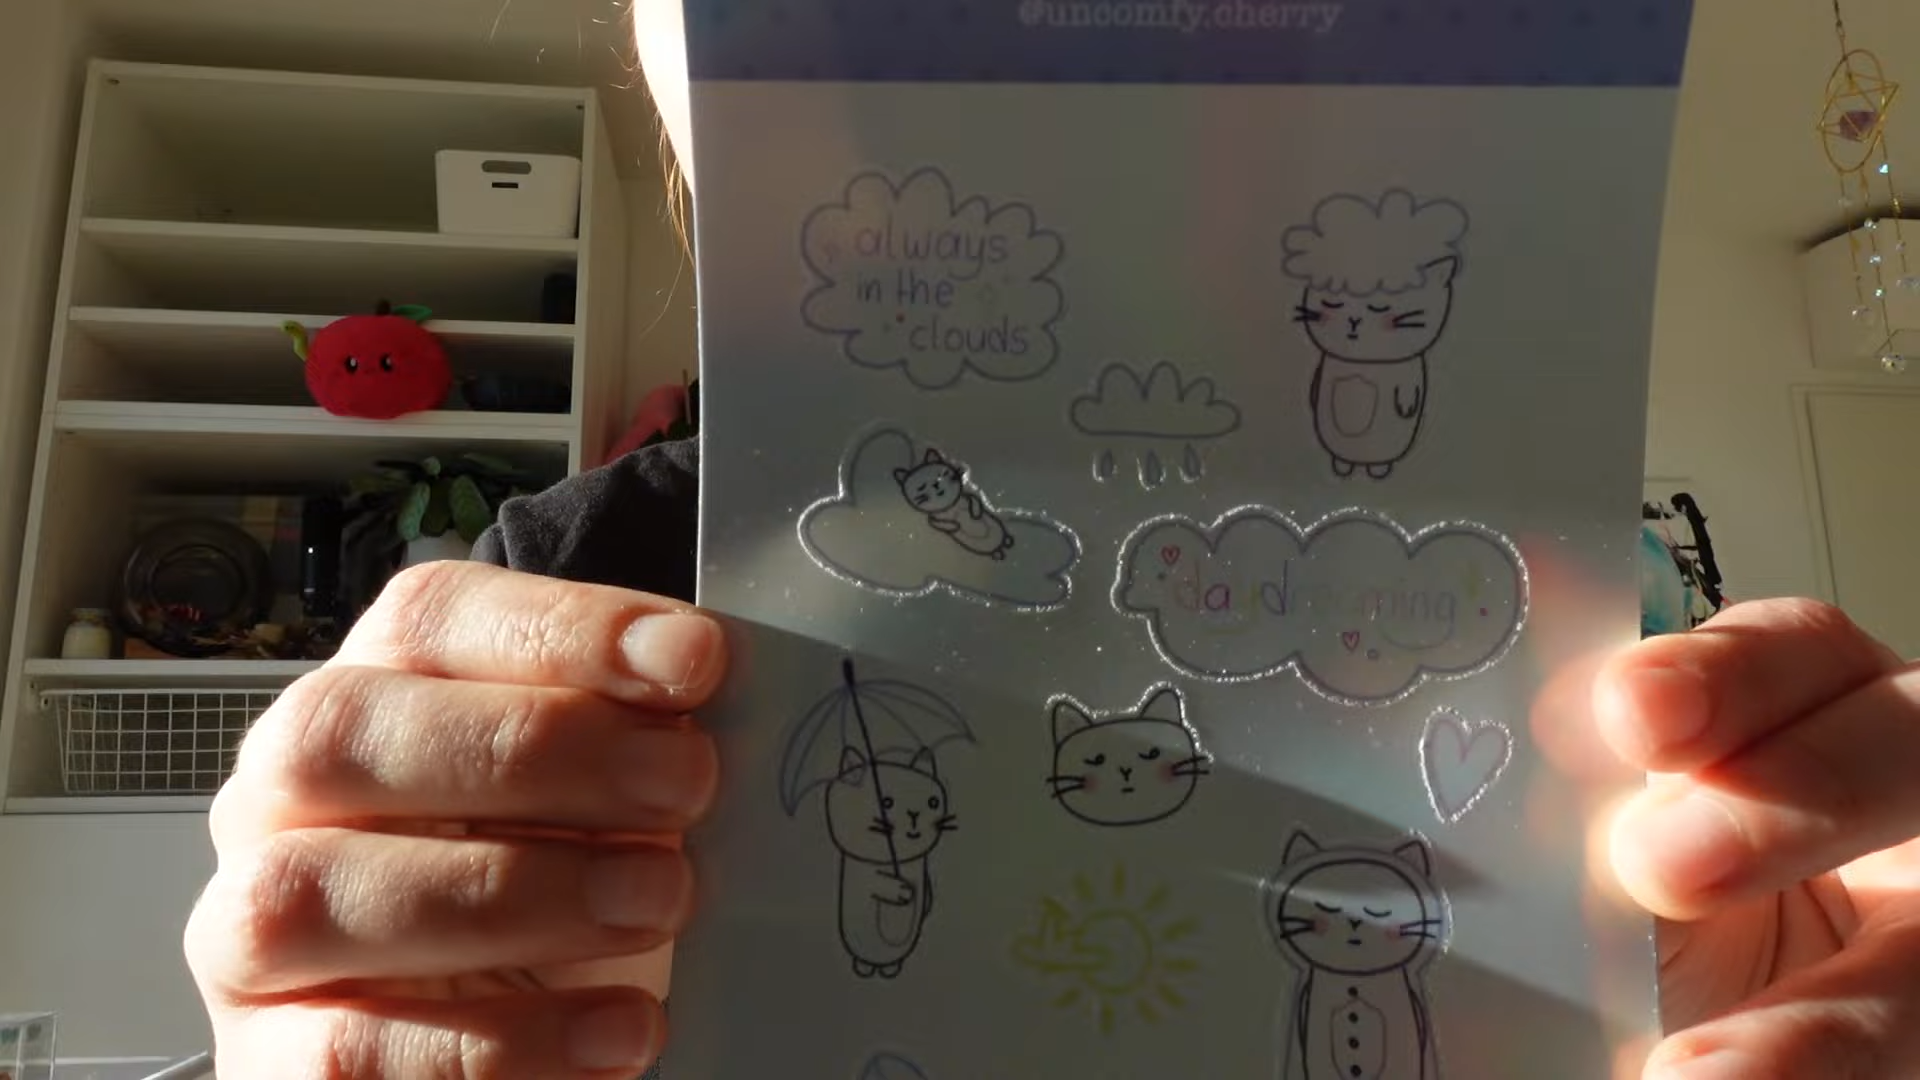 @uncomfy.cherry
always
in the
clouds
daydreaming